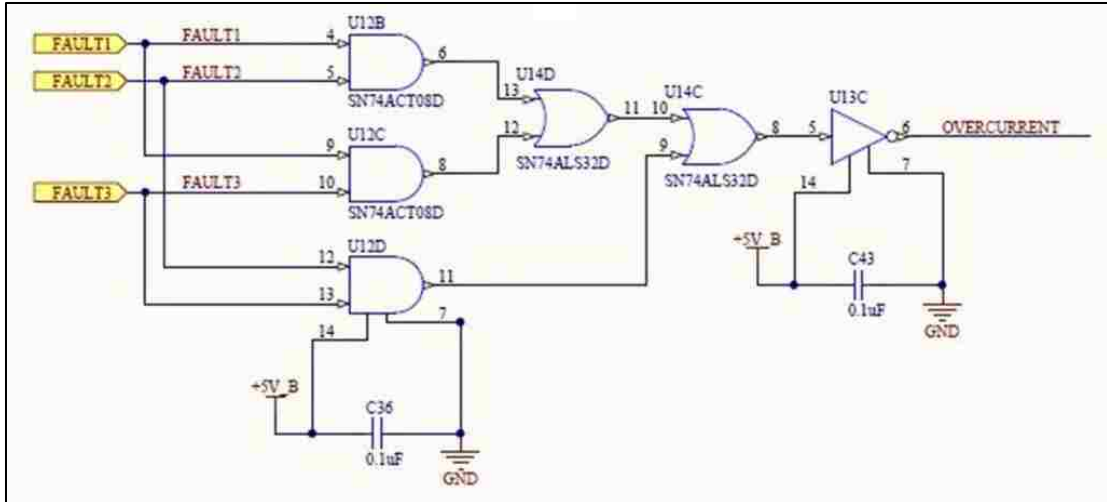 U12B
FAULT1 FAULT1 4 6
FAULT2 FAULT2 5 U14D
SN74ACT08D 13 U14C U13C
U12C 12 11 10 8 5 6 OVERCURRENT
9 SN74ALS32D 9 7
FAULT3 FAULT3 10 8 SN74ALS32D 14
SN74ACT08D
U12D +5V_B
12 11 C43
13 0.1uF
7 GND
14
+5V_B
C36
0.1uF
GND